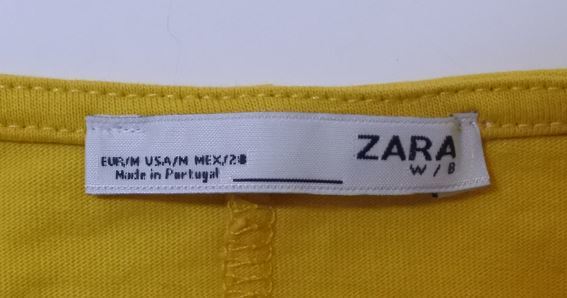 EUR/M USA/M MEX/28
Made in Portugal
ZARA
W / B